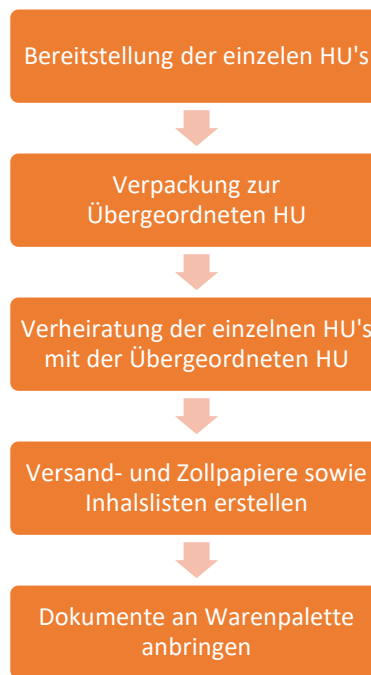 Bereitstellung der einzelen HU's
Verpackung zur
Übergeordneten HU
Verheiratung der einzelnen HU's
mit der Übergeordneten HU
Versand- und Zollpapiere sowie
Inhalslisten erstellen
Dokumente an Warenpalette
anbringen